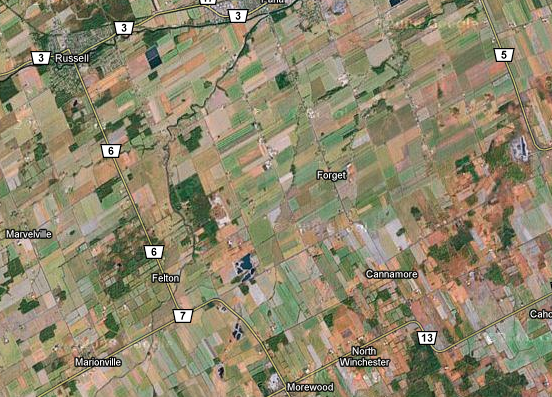 3
3
5
3
Russell
6
Forget
Marvelville
6
Cannamore
Felton
7
13
North
Winchester
Marionville
Morewood